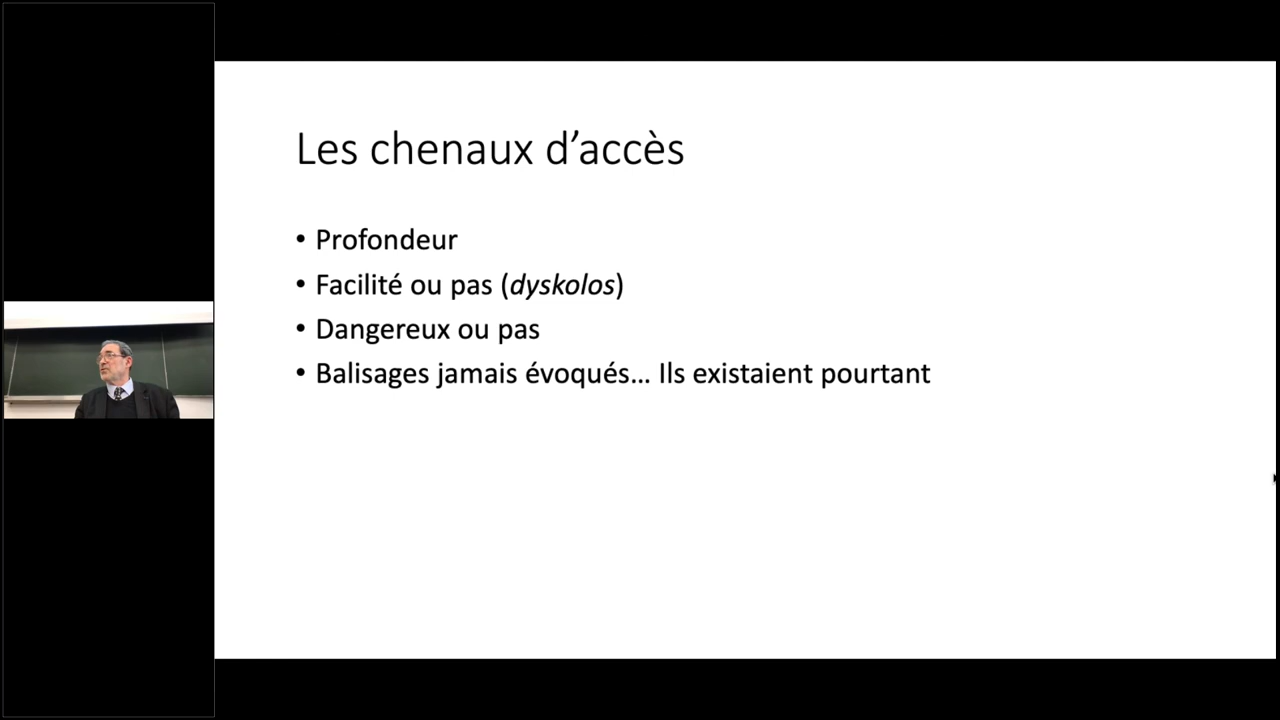 Les chenaux d’accès
• Profondeur
• Facilité ou pas (dyskolos)
• Dangereux ou pas
• Balisages jamais évoqués… Ils existaient pourtant